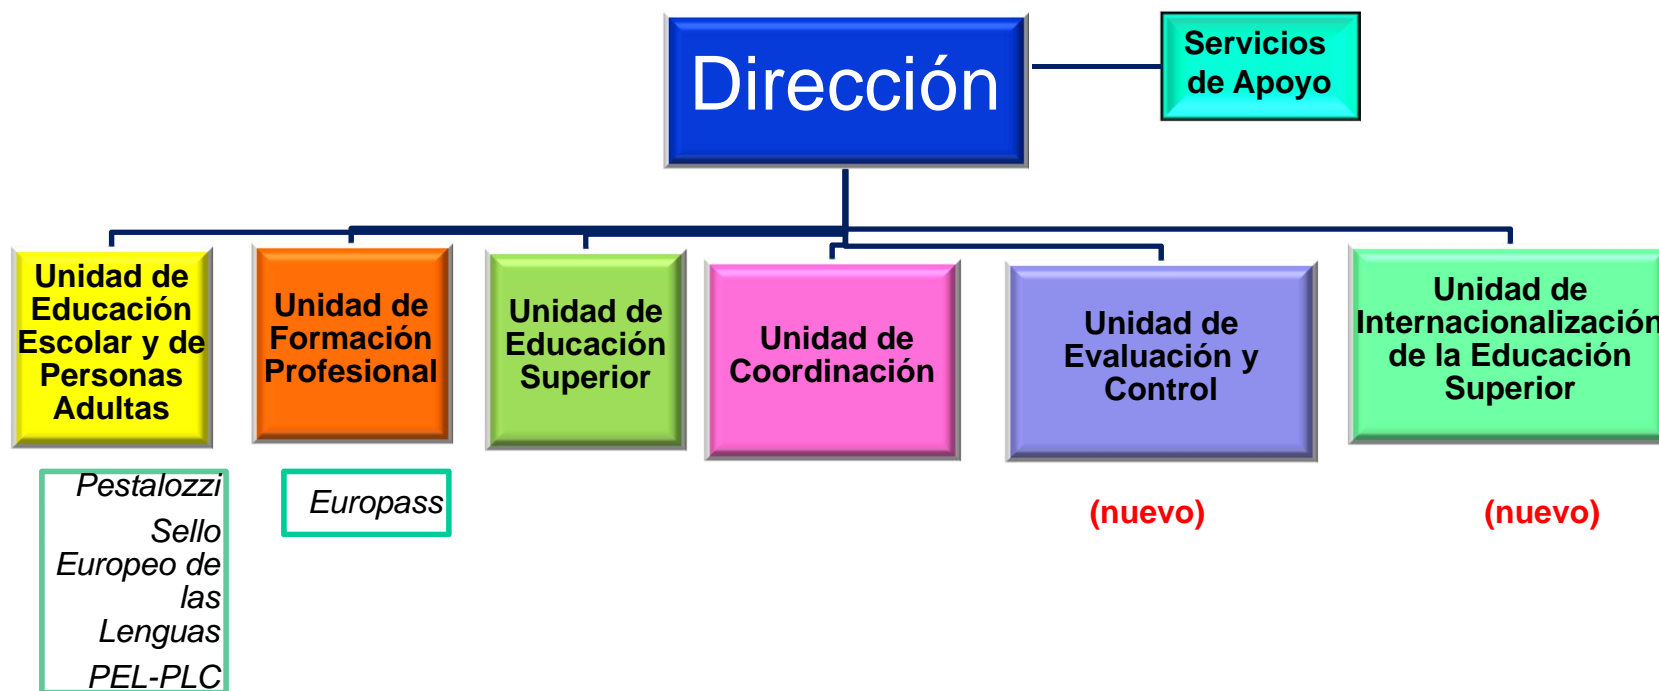 Dirección
Servicios
de Apoyo
Unidad de
Educación
Escolar y de
Personas
Adultas
Unidad de
Formación
Profesional
Unidad de
Educación
Superior
Unidad de
Coordinación
Unidad de
Evaluación y
Control
Unidad de
Internacionalización
de la Educación
Superior
Pestalozzi
Sello
Europeo de
las
Lenguas
PEL-PLC
Europass
(nuevo)
(nuevo)